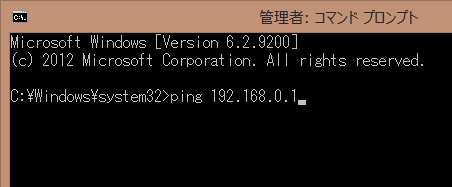 管理者: コマンド プロンプト
Microsoft Windows [Version 6.2.9200]
(c) 2012 Microsoft Corporation. All rights reserved.
C:¥Windows¥system32>ping 192.168.0.1